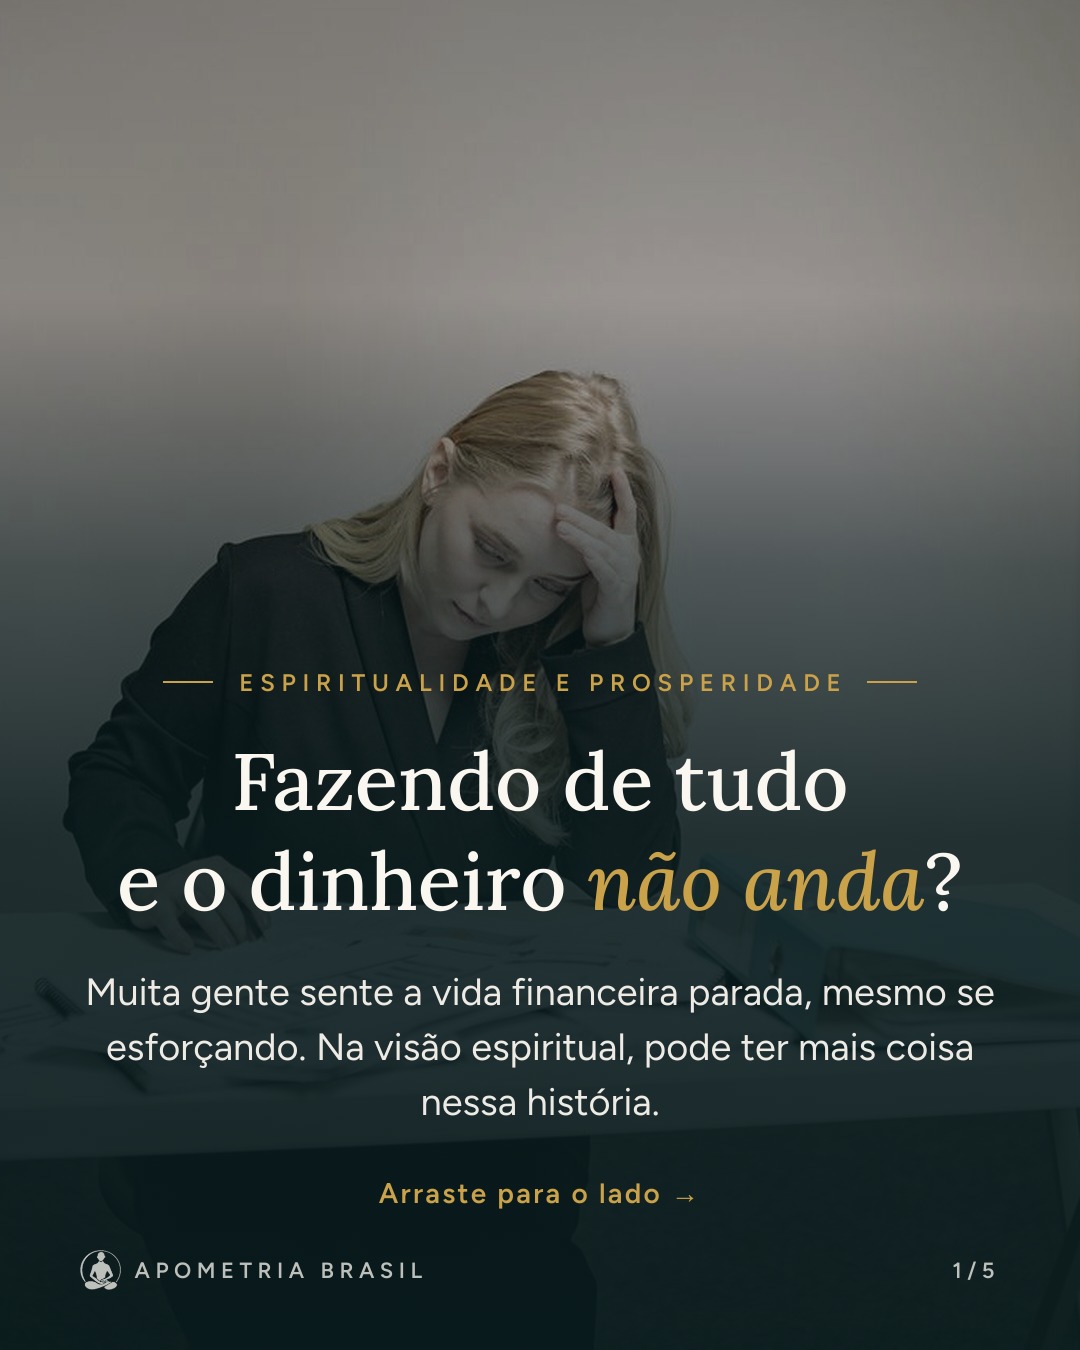 ESPIRITUALIDADE E PROSPERIDADE
Fazendo de tudo
e o dinheiro não anda?
Muita gente sente a vida financeira parada, mesmo se
esforçando. Na visão espiritual, pode ter mais coisa
nessa história.
Arraste para o lado →
APOMETRIA BRASIL
1/5